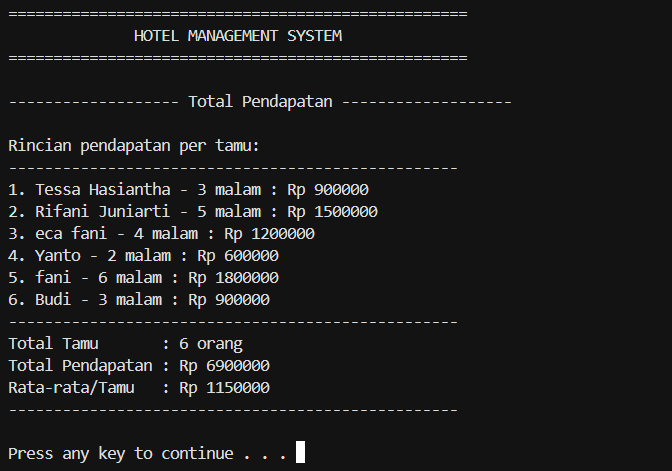 ===================================================
HOTEL MANAGEMENT SYSTEM
===================================================
------------------- Total Pendapatan -------------------
Rincian pendapatan per tamu:
--------------------------------------------------
1. Tessa Hasiantha - 3 malam : Rp 900000
2. Rifani Juniarti - 5 malam : Rp 1500000
3. eca fani - 4 malam : Rp 1200000
4. Yanto - 2 malam : Rp 600000
5. fani - 6 malam : Rp 1800000
6. Budi - 3 malam : Rp 900000
--------------------------------------------------
Total Tamu       : 6 orang
Total Pendapatan : Rp 6900000
Rata-rata/Tamu   : Rp 1150000
--------------------------------------------------
Press any key to continue . . .